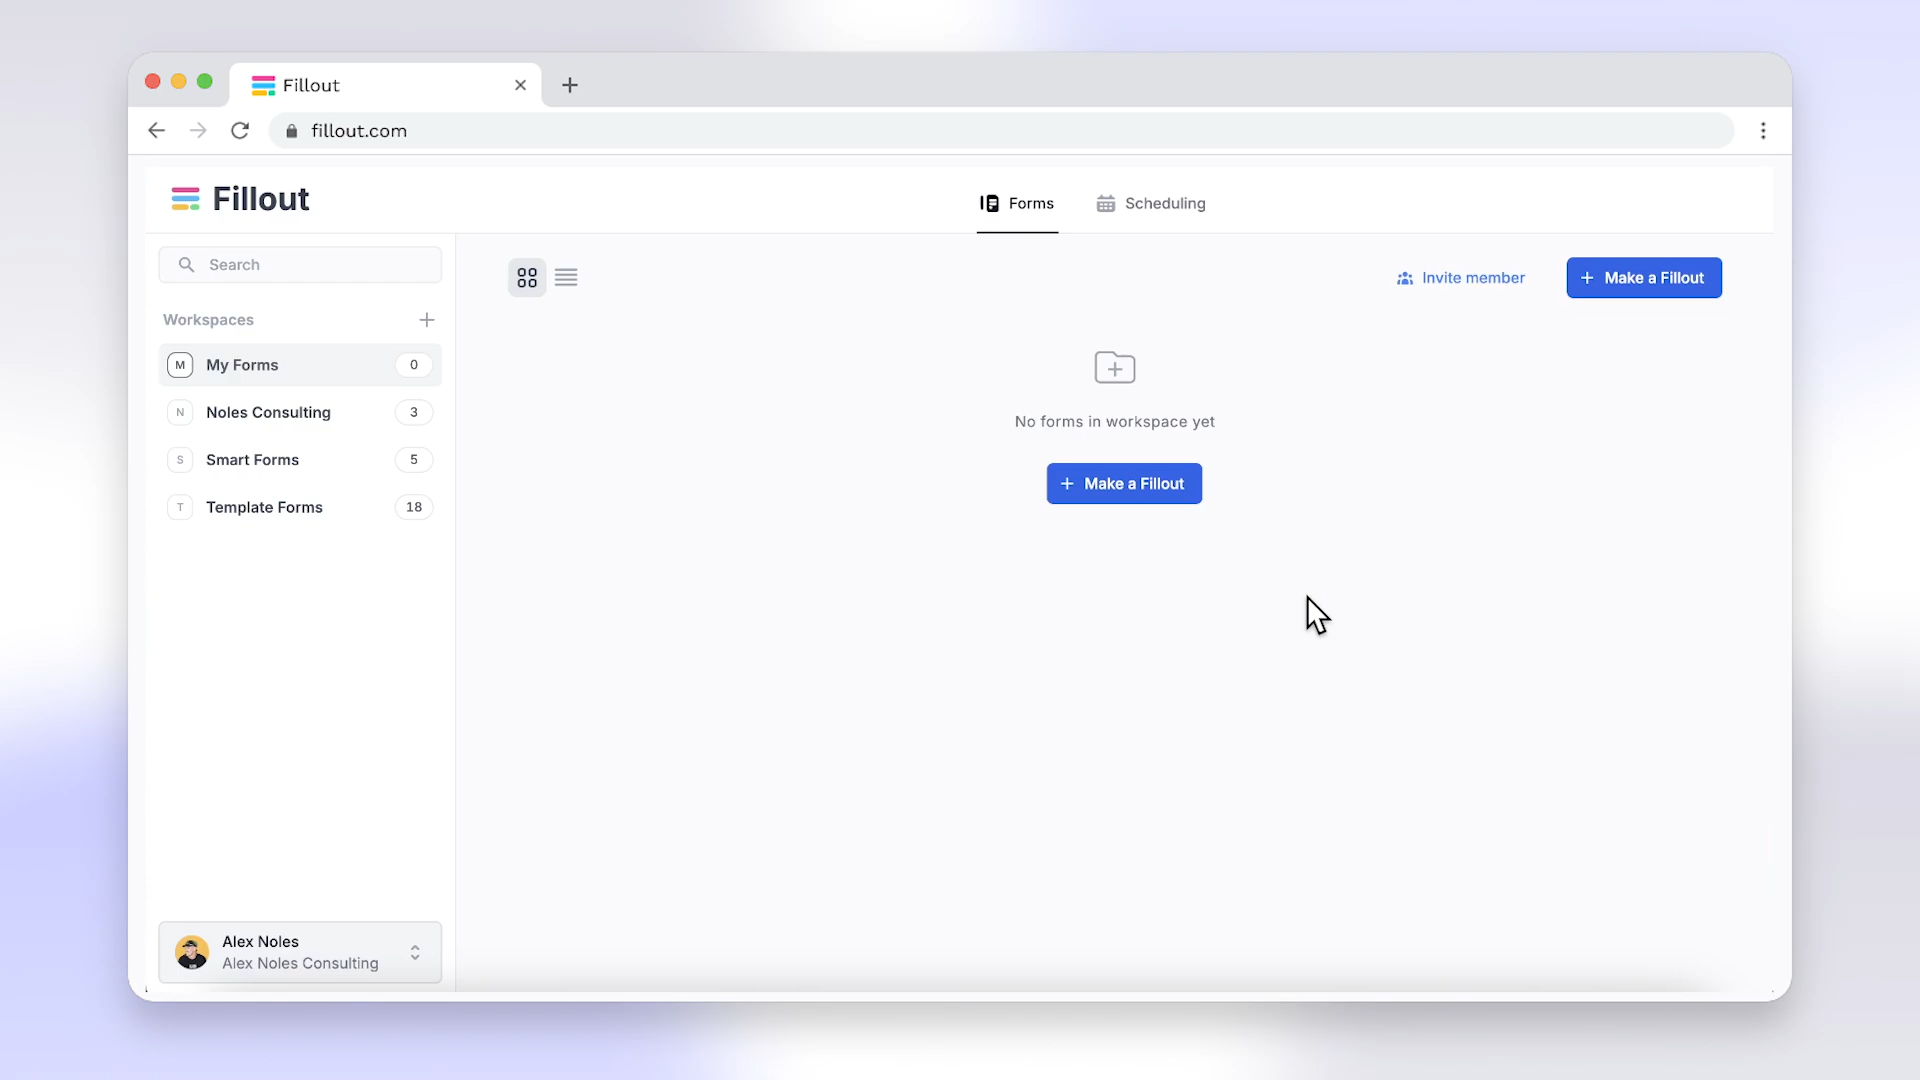 Fillout
fillout.com
Fillout
Forms
Scheduling
Search
Invite member
Make a Fillout
Workspaces
M My Forms 0
N Noles Consulting 3
S Smart Forms 5
T Template Forms 18
No forms in workspace yet
Make a Fillout
Alex Noles
Alex Noles Consulting